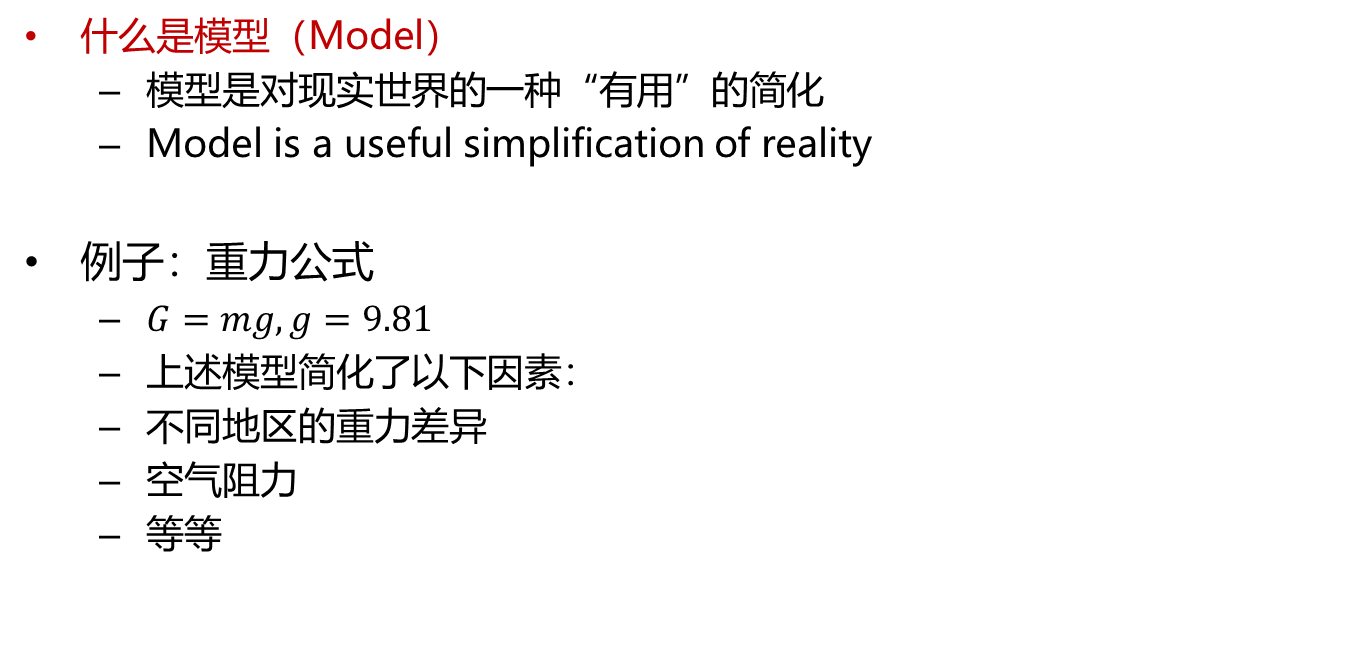 • 什么是模型（Model）
– 模型是对现实世界的一种“有用”的简化
– Model is a useful simplification of reality
• 例子：重力公式
– G = mg, g = 9.81
– 上述模型简化了以下因素：
– 不同地区的重力差异
– 空气阻力
– 等等